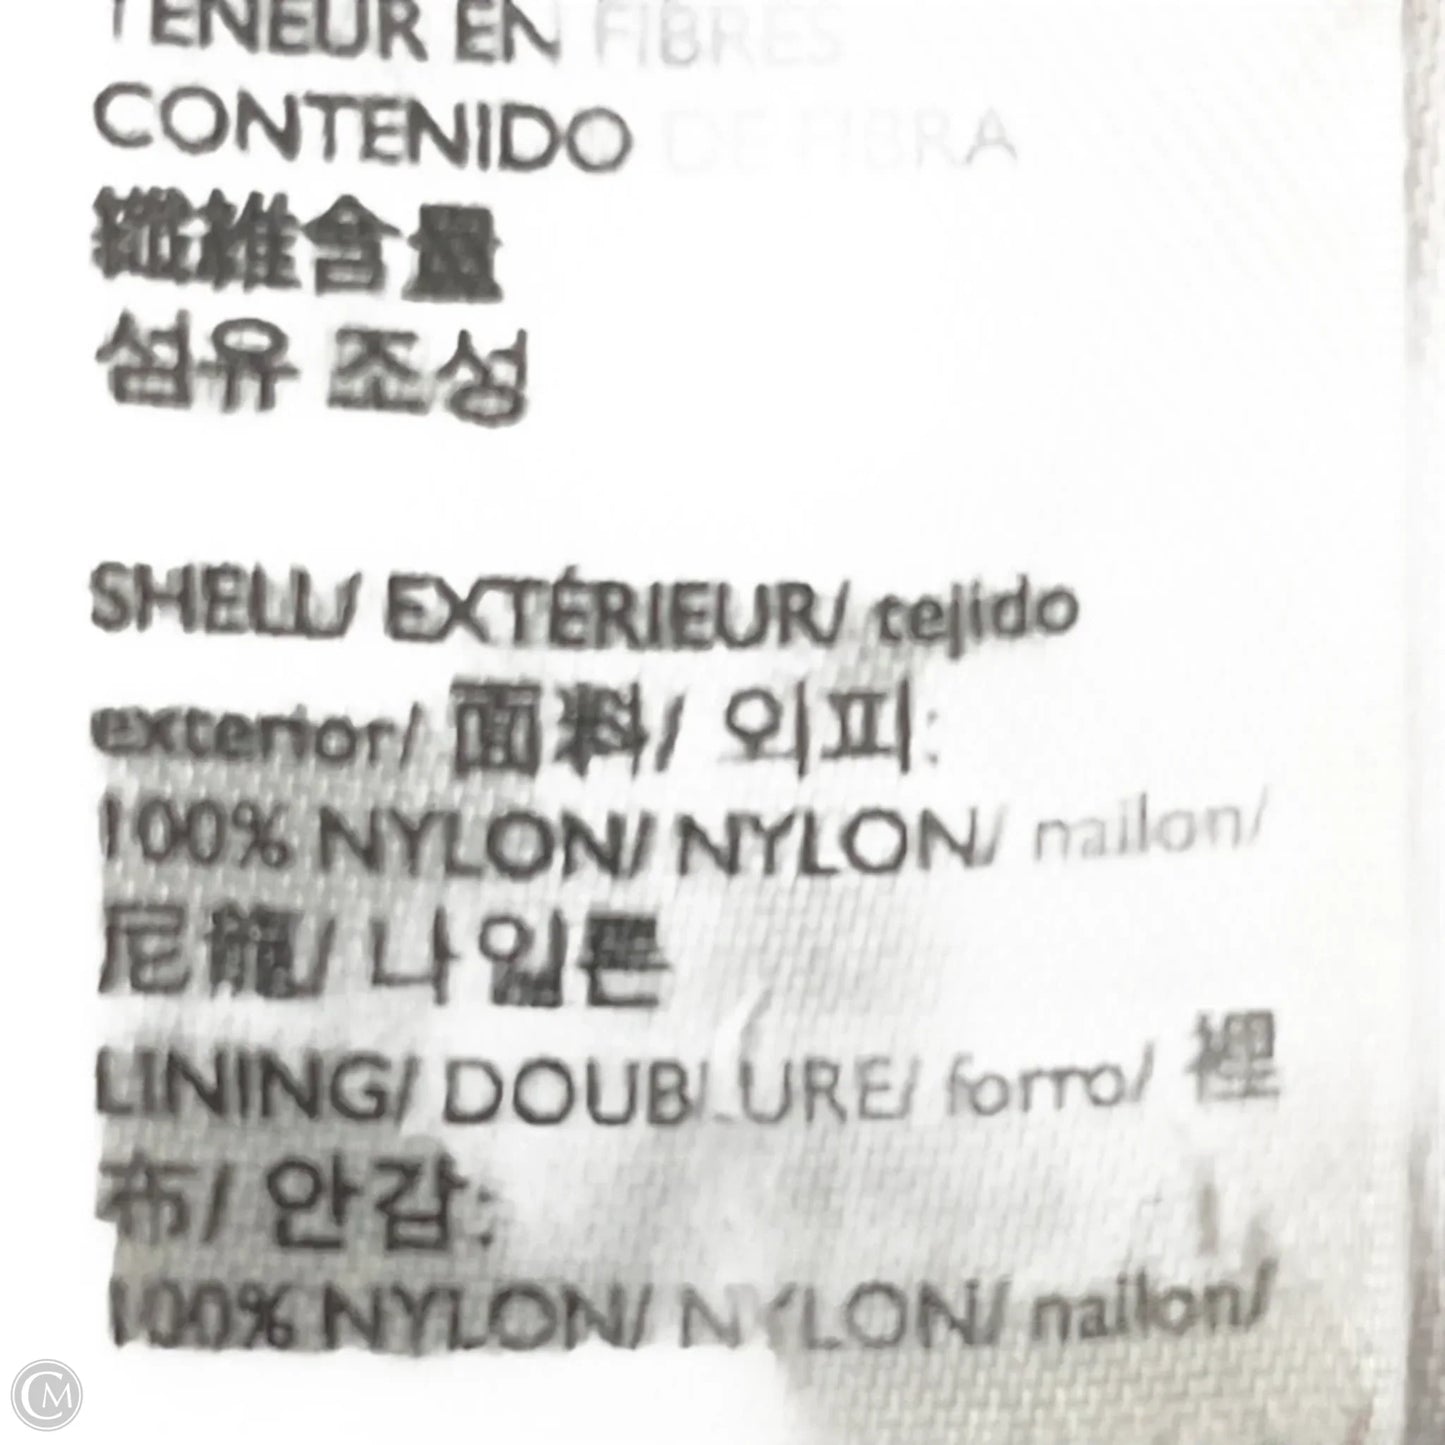 TENEUR EN FIBRES
CONTENIDO DE FIBRA
纖維含量
섬유 조성
SHELL/ EXTÉRIEUR/ tejido
exterior/ 面料/ 외피:
100% NYLON/ NYLON/ nailon/
尼龍/ 나일론
LINING/ DOUBLURE/ forro/ 裡
布/ 안감:
100% NYLON/ NYLON/ nailon/
CM